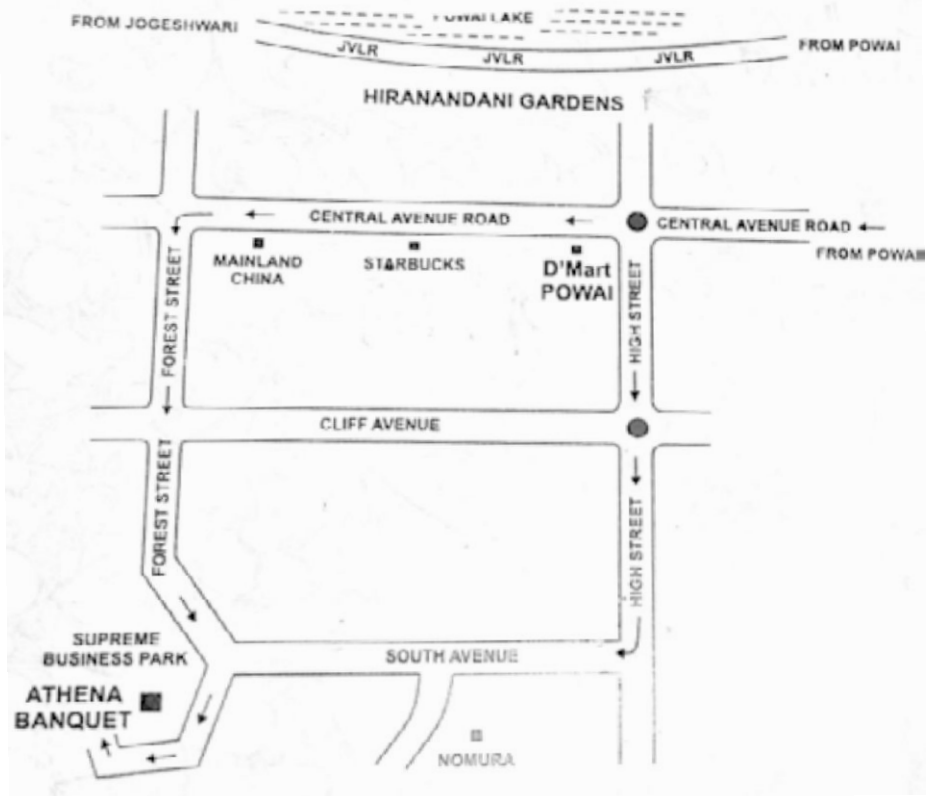 POWAI LAKE
FROM JOGESHWARI
JVLR
JVLR
JVLR
FROM POWAI
HIRANANDANI GARDENS
CENTRAL AVENUE ROAD
CENTRAL AVENUE ROAD
FROM POWAI
MAINLAND
CHINA
STARBUCKS
D'Mart
POWAI
FOREST STREET
HIGH STREET
CLIFF AVENUE
FOREST STREET
HIGH STREET
SUPREME
BUSINESS PARK
SOUTH AVENUE
ATHENA
BANQUET
NOMURA